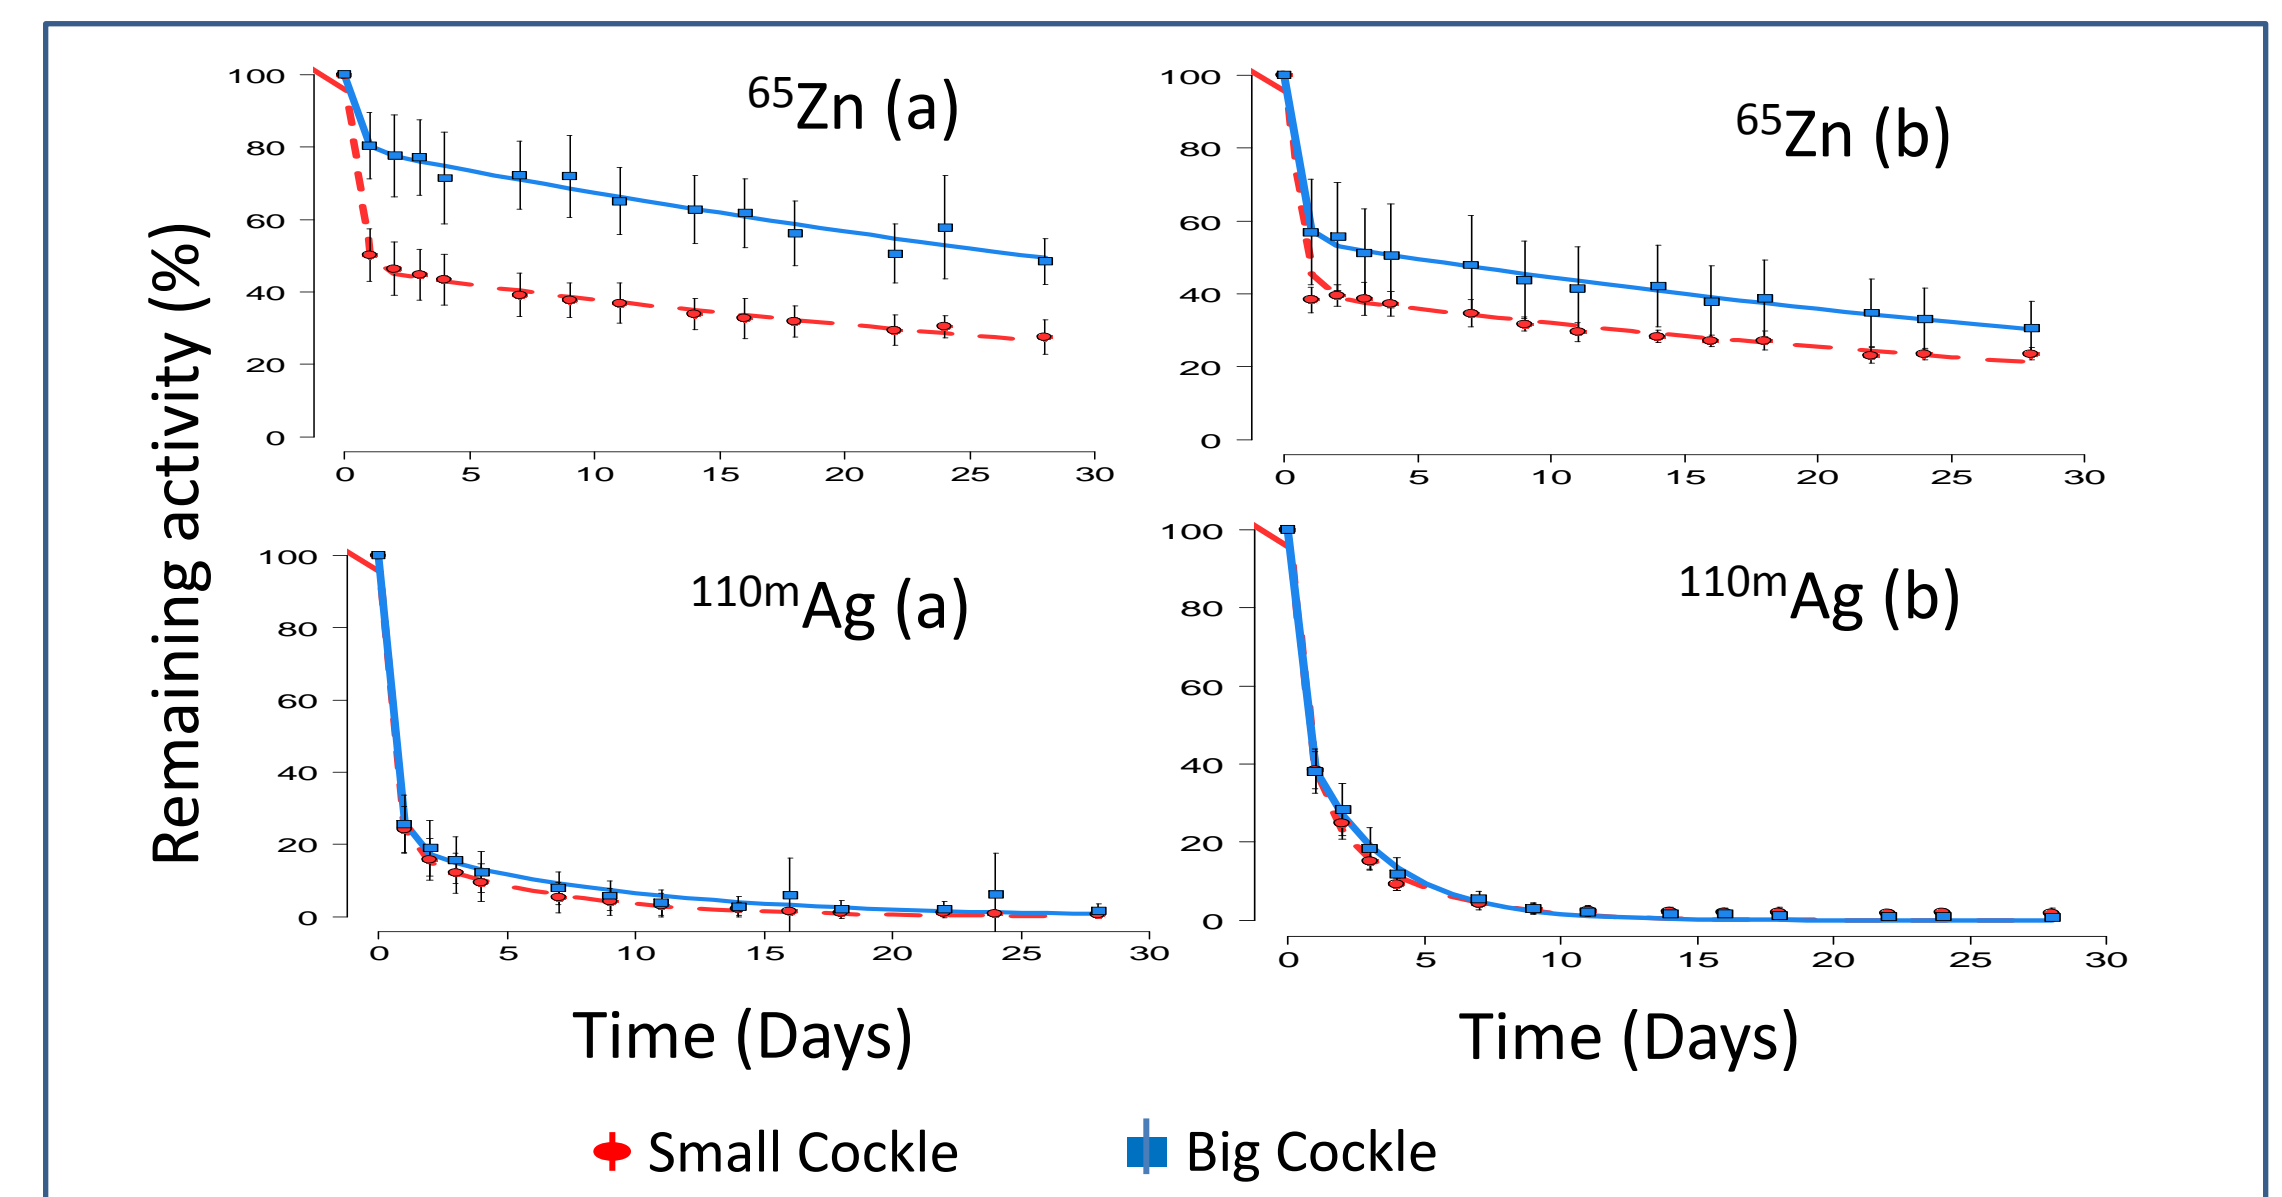 Remaining activity (%)
⁶⁵Zn (a)
100
80
60
40
20
0
0 5 10 15 20 25 30
⁶⁵Zn (b)
100
80
60
40
20
0
0 5 10 15 20 25 30
¹¹⁰ᵐAg (a)
100
80
60
40
20
0
0 5 10 15 20 25 30
¹¹⁰ᵐAg (b)
100
80
60
40
20
0
0 5 10 15 20 25 30
Time (Days)
Time (Days)
Small Cockle
Big Cockle